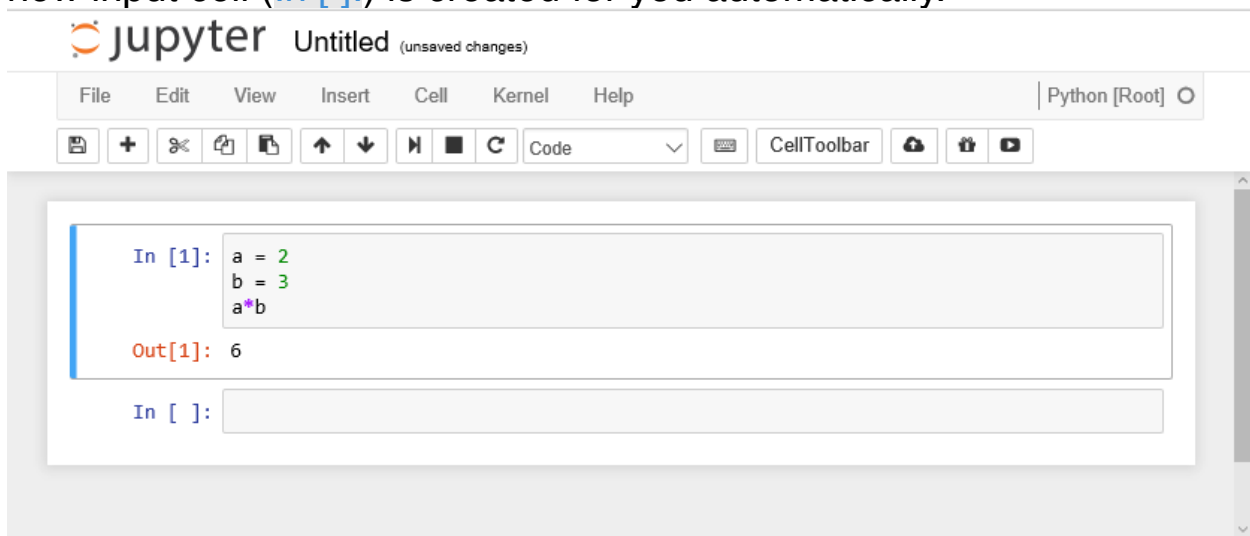 new input cell (In [ ]:) is created for you automatically.
jupyter Untitled (unsaved changes)
File Edit View Insert Cell Kernel Help Python [Root]
Code CellToolbar
In [1]: a = 2
b = 3
a*b
Out[1]: 6
In [ ]: